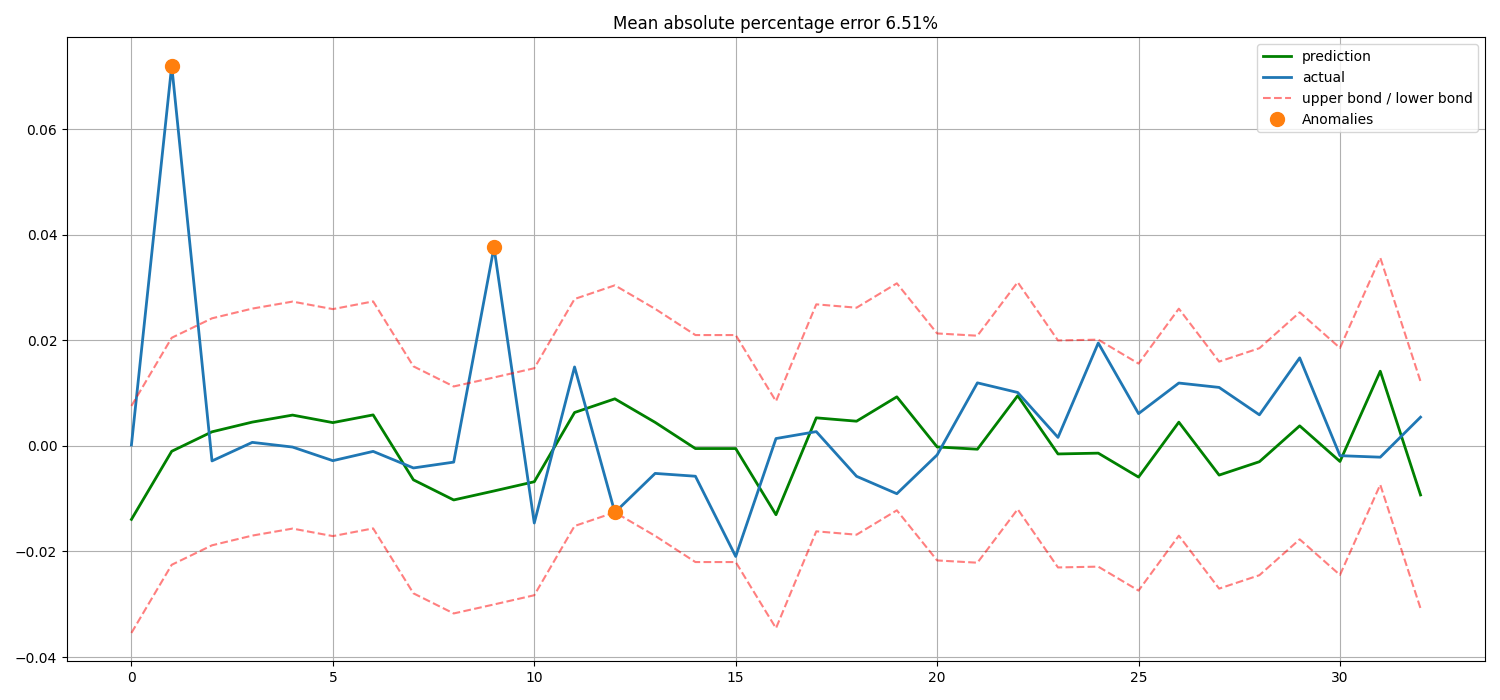 Mean absolute percentage error 6.51%
prediction
actual
upper bond / lower bond
Anomalies
0.06
0.04
0.02
0.00
−0.02
−0.04
0 5 10 15 20 25 30